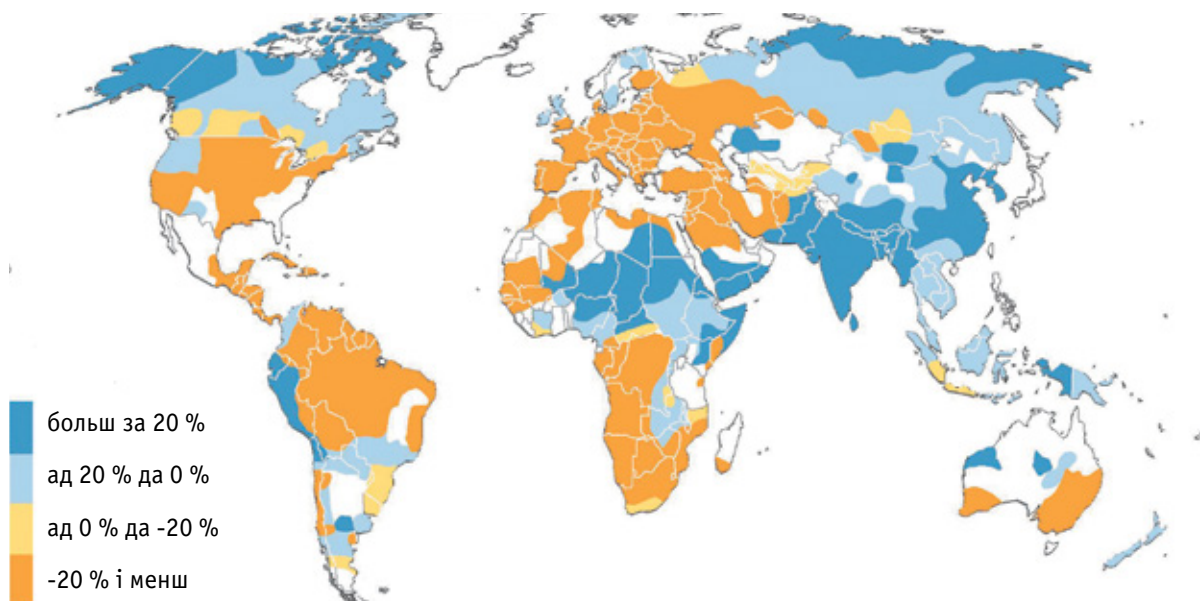 больш за 20 %
ад 20 % да 0 %
ад 0 % да -20 %
-20 % і менш